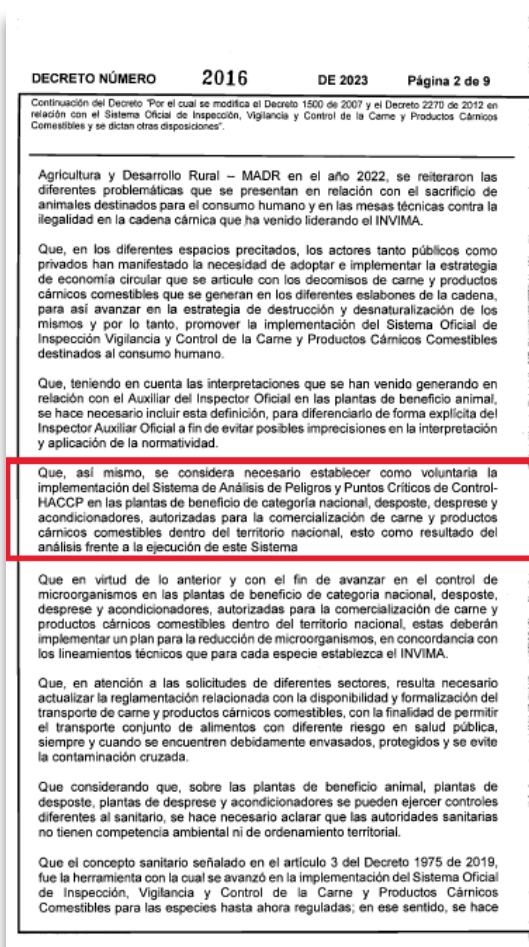 DECRETO NÚMERO 2016 DE 2023 Página 2 de 9
Continuación del Decreto "Por el cual se modifica el Decreto 1500 de 2007 y el Decreto 2270 de 2012 en
relación con el Sistema Oficial de Inspección, Vigilancia y Control de la Carne y Productos Cárnicos
Comestibles y se dictan otras disposiciones".
Agricultura y Desarrollo Rural – MADR en el año 2022, se reiteraron las
diferentes problemáticas que se presentan en relación con el sacrificio de
animales destinados para el consumo humano y en las mesas técnicas contra la
ilegalidad en la cadena cárnica que ha venido liderando el INVIMA.
Que, en los diferentes espacios precitados, los actores tanto públicos como
privados han manifestado la necesidad de adoptar e implementar la estrategia
de economía circular que se articule con los decomisos de carne y productos
cárnicos comestibles que se generan en los diferentes eslabones de la cadena,
para así avanzar en la estrategia de destrucción y desnaturalización de los
mismos y por lo tanto, promover la implementación del Sistema Oficial de
Inspección Vigilancia y Control de la Carne y Productos Cárnicos Comestibles
destinados al consumo humano.
Que, teniendo en cuenta las interpretaciones que se han venido generando en
relación con el Auxiliar del Inspector Oficial en las plantas de beneficio animal,
se hace necesario incluir esta definición, para diferenciarlo de forma explícita del
Inspector Auxiliar Oficial a fin de evitar posibles imprecisiones en la interpretación
y aplicación de la normatividad.
Que, así mismo, se considera necesario establecer como voluntaria la
implementación del Sistema de Análisis de Peligros y Puntos Críticos de Control-
HACCP en las plantas de beneficio de categoria nacional, desposte, desprese y
acondicionadores, autorizadas para la comercialización de carne y productos
cárnicos comestibles dentro del territorio nacional, esto como resultado del
análisis frente a la ejecución de este Sistema
Que en virtud de lo anterior y con el fin de avanzar en el control de
microorganismos en las plantas de beneficio de categoria nacional, desposte,
desprese y acondicionadores, autorizadas para la comercialización de carne y
productos cárnicos comestibles dentro del territorio nacional, estas deberán
implementar un plan para la reducción de microorganismos, en concordancia con
los lineamientos técnicos que para cada especie establezca el INVIMA.
Que, en atención a las solicitudes de diferentes sectores, resulta necesario
actualizar la reglamentación relacionada con la disponibilidad y formalización del
transporte de carne y productos cárnicos comestibles, con la finalidad de permitir
el transporte conjunto de alimentos con diferente riesgo en salud pública,
siempre y cuando se encuentren debidamente envasados, protegidos y se evite
la contaminación cruzada.
Que considerando que, sobre las plantas de beneficio animal, plantas de
desposte, plantas de desprese y acondicionadores se pueden ejercer controles
diferentes al sanitario, se hace necesario aclarar que las autoridades sanitarias
no tienen competencia ambiental ni de ordenamiento territorial.
Que el concepto sanitario señalado en el artículo 3 del Decreto 1975 de 2019,
fue la herramienta con la cual se avanzó en la implementación del Sistema Oficial
de Inspección, Vigilancia y Control de la Carne y Productos Cárnicos
Comestibles para las especies hasta ahora reguladas; en ese sentido, se hace